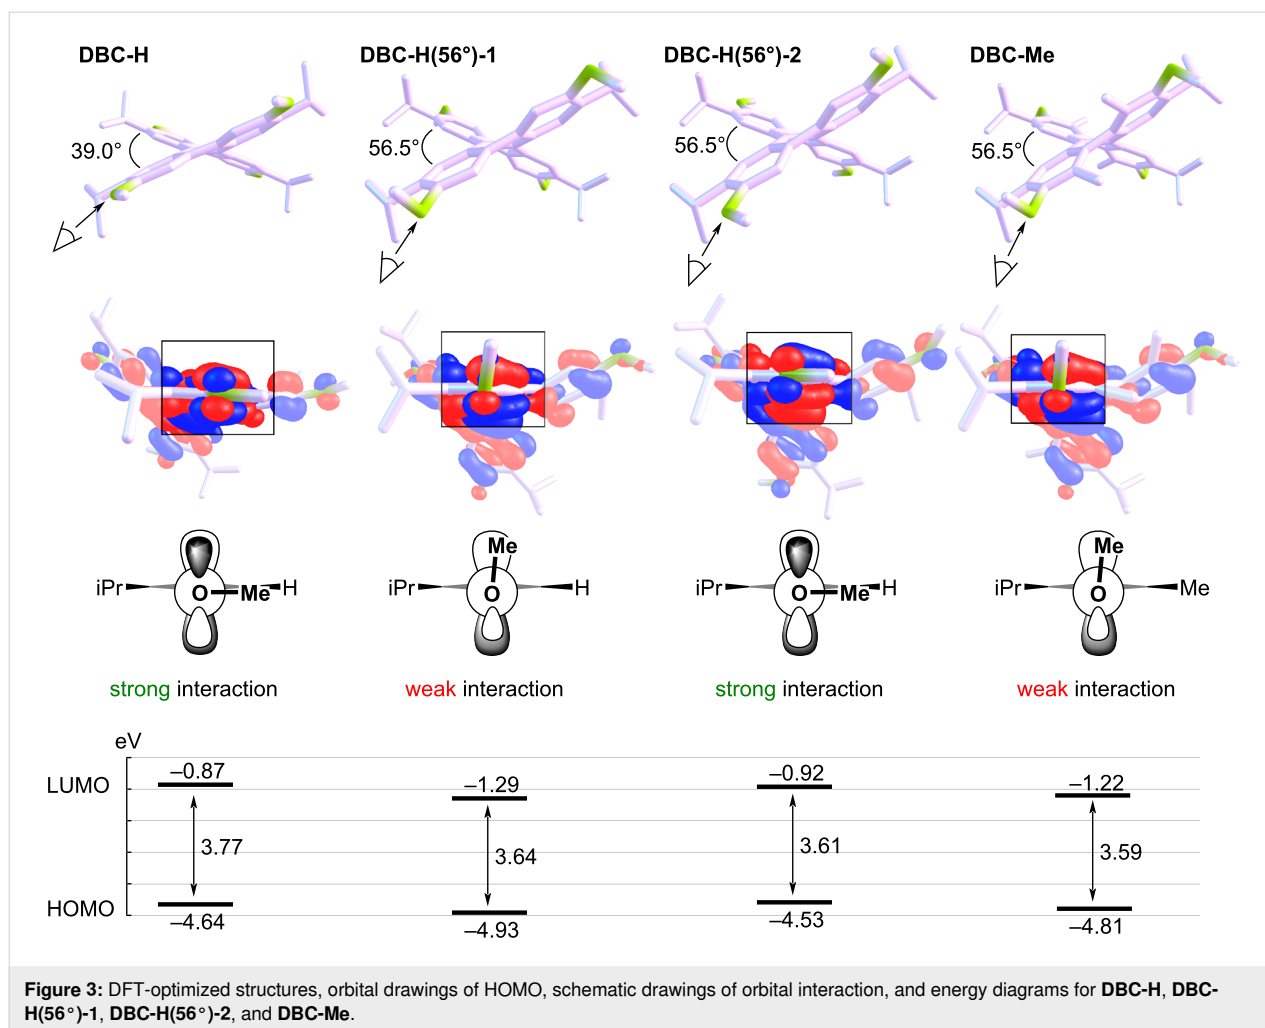 DBC-H DBC-H(56°)-1 DBC-H(56°)-2 DBC-Me
39.0° 56.5° 56.5° 56.5°
Me Me
iPr O Me H iPr O H iPr O Me H iPr O Me
strong interaction weak interaction strong interaction weak interaction
eV
LUMO –0.87 –1.29 –0.92 –1.22
3.77 3.64 3.61 3.59
HOMO –4.64 –4.93 –4.53 –4.81
Figure 3: DFT-optimized structures, orbital drawings of HOMO, schematic drawings of orbital interaction, and energy diagrams for DBC-H, DBC-
H(56°)-1, DBC-H(56°)-2, and DBC-Me.